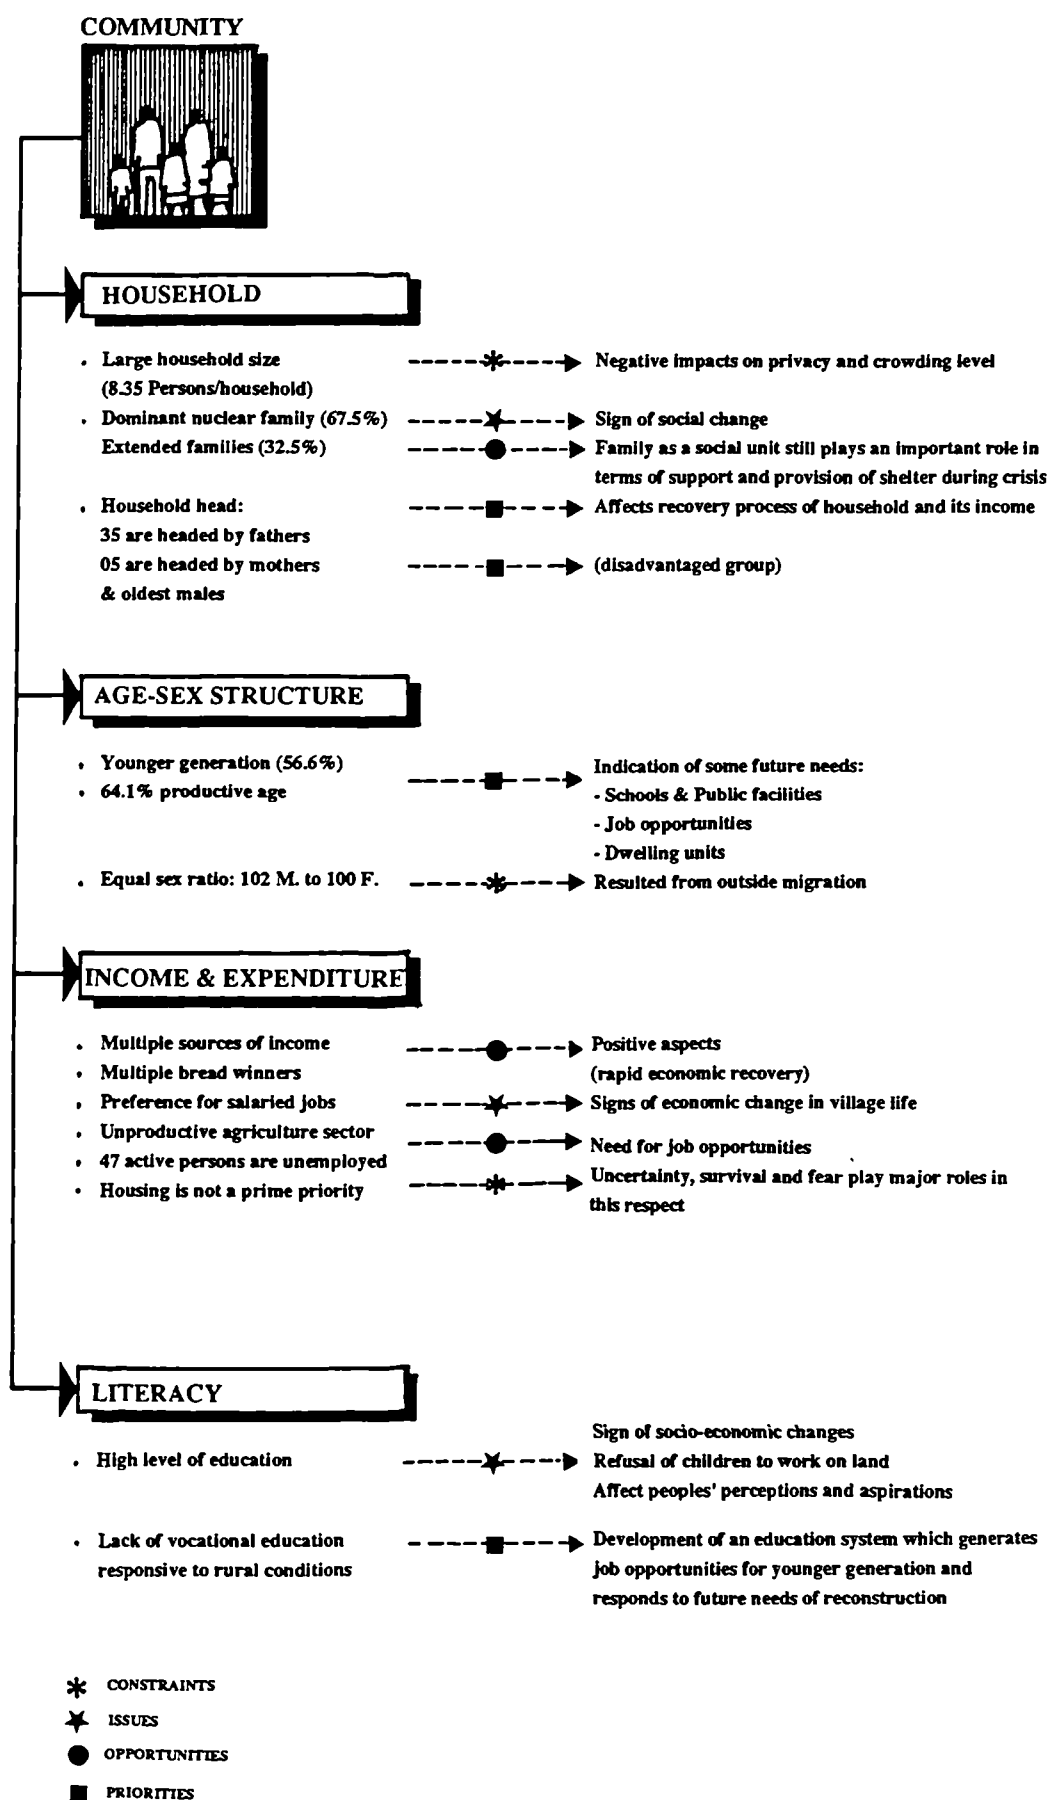 COMMUNITY
HOUSEHOLD
. Large household size
(8.35 Persons/household)
Negative impacts on privacy and crowding level
. Dominant nuclear family (67.5%)
Sign of social change
Extended families (32.5%)
Family as a social unit still plays an important role in
terms of support and provision of shelter during crisis
. Household head:
Affects recovery process of household and its income
35 are headed by fathers
05 are headed by mothers
& oldest males
(disadvantaged group)
AGE-SEX STRUCTURE
. Younger generation (56.6%)
. 64.1% productive age
Indication of some future needs:
- Schools & Public facilities
- Job opportunities
- Dwelling units
. Equal sex ratio: 102 M. to 100 F.
Resulted from outside migration
INCOME & EXPENDITURE
. Multiple sources of income
. Multiple bread winners
Positive aspects
(rapid economic recovery)
. Preference for salaried jobs
Signs of economic change in village life
. Unproductive agriculture sector
. 47 active persons are unemployed
Need for job opportunities
. Housing is not a prime priority
Uncertainty, survival and fear play major roles in
this respect
LITERACY
. High level of education
Sign of socio-economic changes
Refusal of children to work on land
Affect peoples' perceptions and aspirations
. Lack of vocational education
responsive to rural conditions
Development of an education system which generates
job opportunities for younger generation and
responds to future needs of reconstruction
CONSTRAINTS
ISSUES
OPPORTUNITIES
PRIORITIES